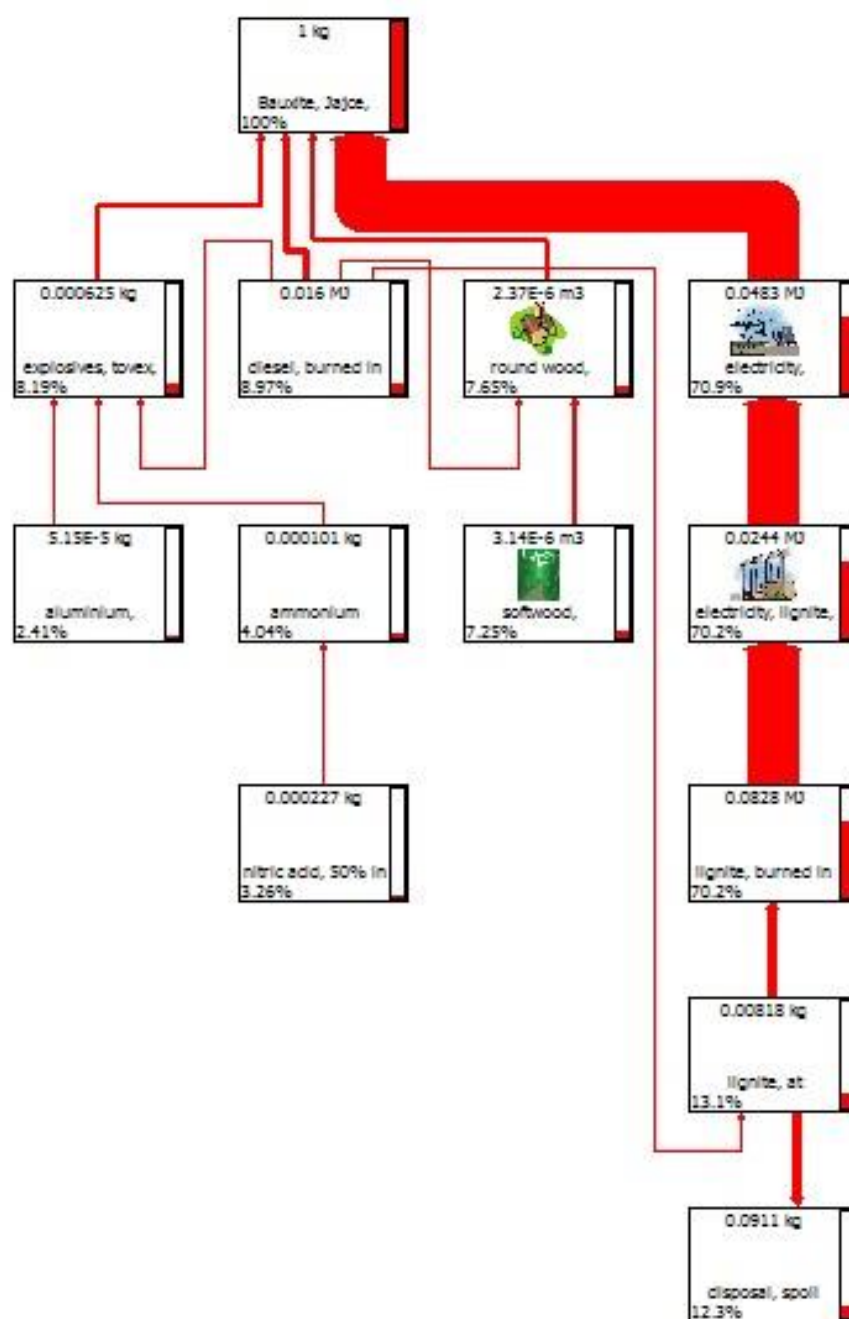 1 kg
Bauxite, Jajce,
100%
0.000625 kg
explosives, tovex,
8.19%
0.016 MJ
diesel, burned in
8.97%
2.37E-6 m3
round wood,
7.65%
0.0483 MJ
electricity,
70.9%
5.15E-5 kg
aluminium,
2.41%
0.000101 kg
ammonium
4.04%
3.14E-6 m3
softwood,
7.25%
0.0244 MJ
electricity, lignite,
70.2%
0.000227 kg
nitric acid, 50% in
3.26%
0.0828 MJ
lignite, burned in
70.2%
0.00818 kg
lignite, at
13.1%
0.0911 kg
disposal, spoil
12.3%